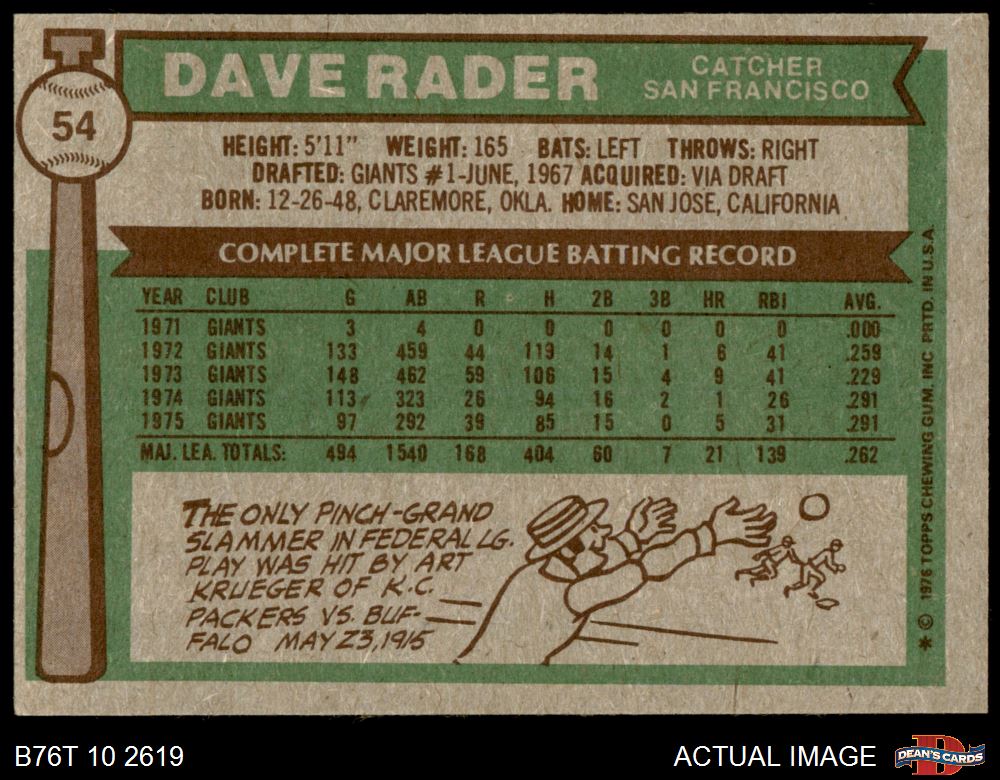 DAVE RADER
CATCHER
SAN FRANCISCO
54
HEIGHT: 5'11" WEIGHT: 165 BATS: LEFT THROWS: RIGHT
DRAFTED: GIANTS #1-JUNE, 1967 ACQUIRED: VIA DRAFT
BORN: 12-26-48, CLAREMORE, OKLA. HOME: SAN JOSE, CALIFORNIA
COMPLETE MAJOR LEAGUE BATTING RECORD
YEAR CLUB G AB R H 2B 3B HR RBI AVG.
1971 GIANTS 3 4 0 0 0 0 0 0 .000
1972 GIANTS 133 459 44 119 14 1 6 41 .259
1973 GIANTS 148 462 59 106 15 4 9 41 .229
1974 GIANTS 113 323 26 94 16 2 1 26 .291
1975 GIANTS 97 292 39 85 15 0 5 31 .291
MAJ. LEA. TOTALS: 494 1540 168 404 60 7 21 139 .262
THE ONLY PINCH-GRAND
SLAMMER IN FEDERAL LG.
PLAY WAS HIT BY ART
KRUEGER OF K.C.
PACKERS VS. BUF-
FALO MAY 23, 1915
* © 1976 TOPPS CHEWING GUM, INC PRTD. IN U.S.A.
B76T 10 2619
ACTUAL IMAGE
D
DEAN'S CARDS